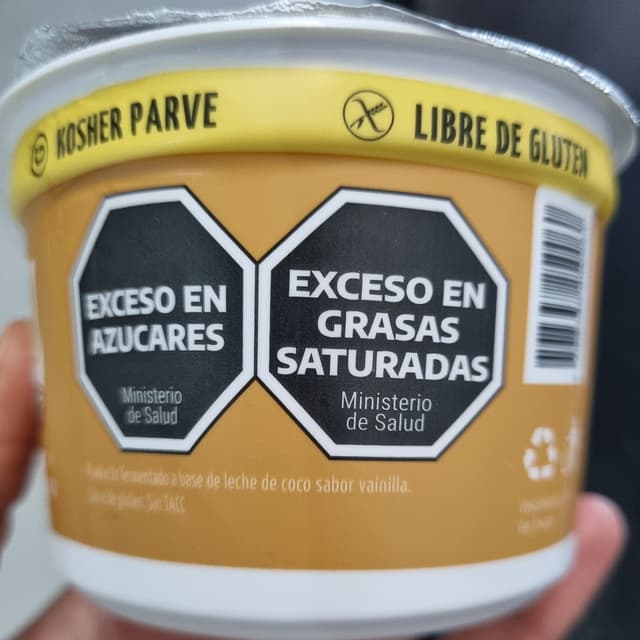 KOSHER PARVE
LIBRE DE GLUTEN
EXCESO EN
AZUCARES
Ministerio
de Salud
EXCESO EN
GRASAS
SATURADAS
Ministerio
de Salud
Producto fermentado a base de leche de coco sabor vainilla.
Libre de gluten. Sin TACC